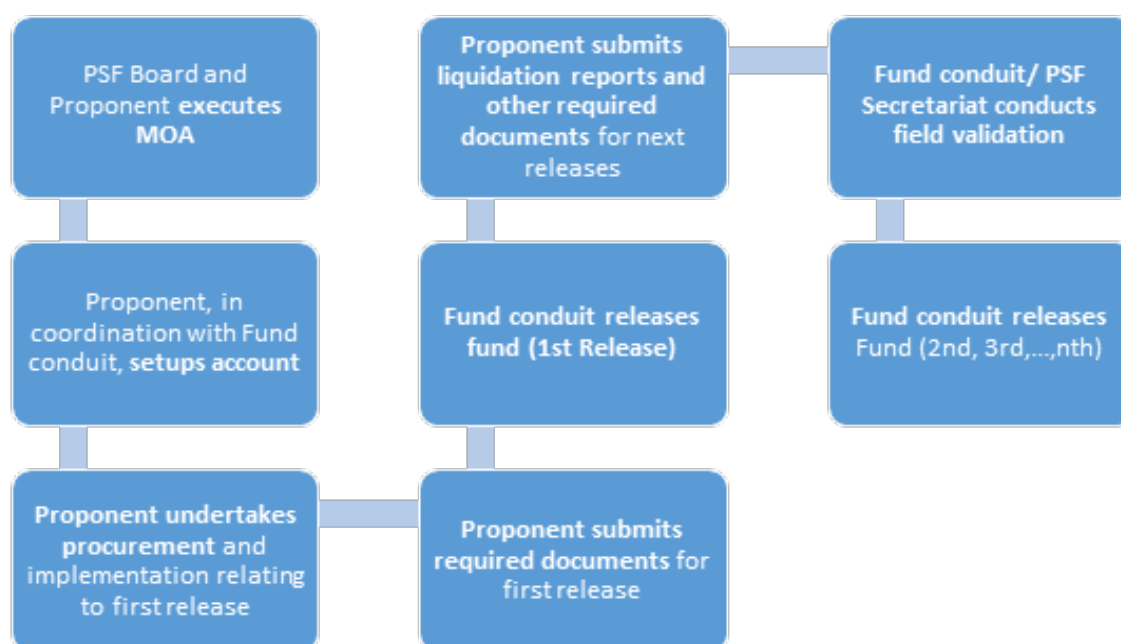 PSF Board and
Proponent executes
MOA
Proponent, in
coordination with Fund
conduit, setups account
Proponent undertakes
procurement and
implementation relating
to first release
Proponent submits
required documents for
first release
Fund conduit releases
fund (1st Release)
Proponent submits
liquidation reports and
other required
documents for next
releases
Fund conduit/ PSF
Secretariat conducts
field validation
Fund conduit releases
Fund (2nd, 3rd,...,nth)